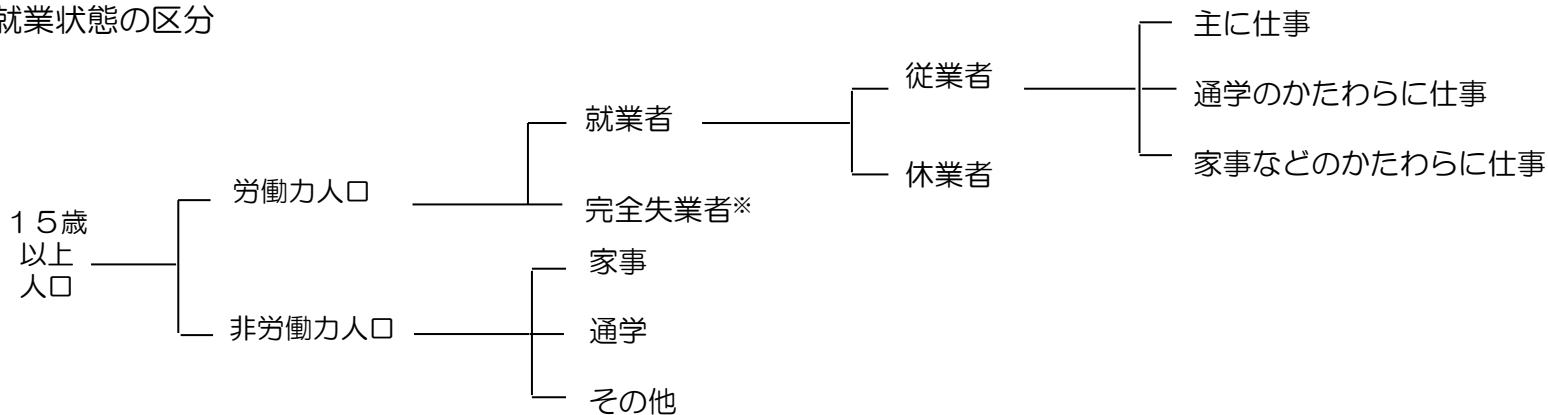 就業状態の区分
主に仕事
従業者
通学のかたわらに仕事
就業者
家事などのかたわらに仕事
休業者
労働力人口
完全失業者※
15歳
以上
人口
家事
非労働力人口
通学
その他